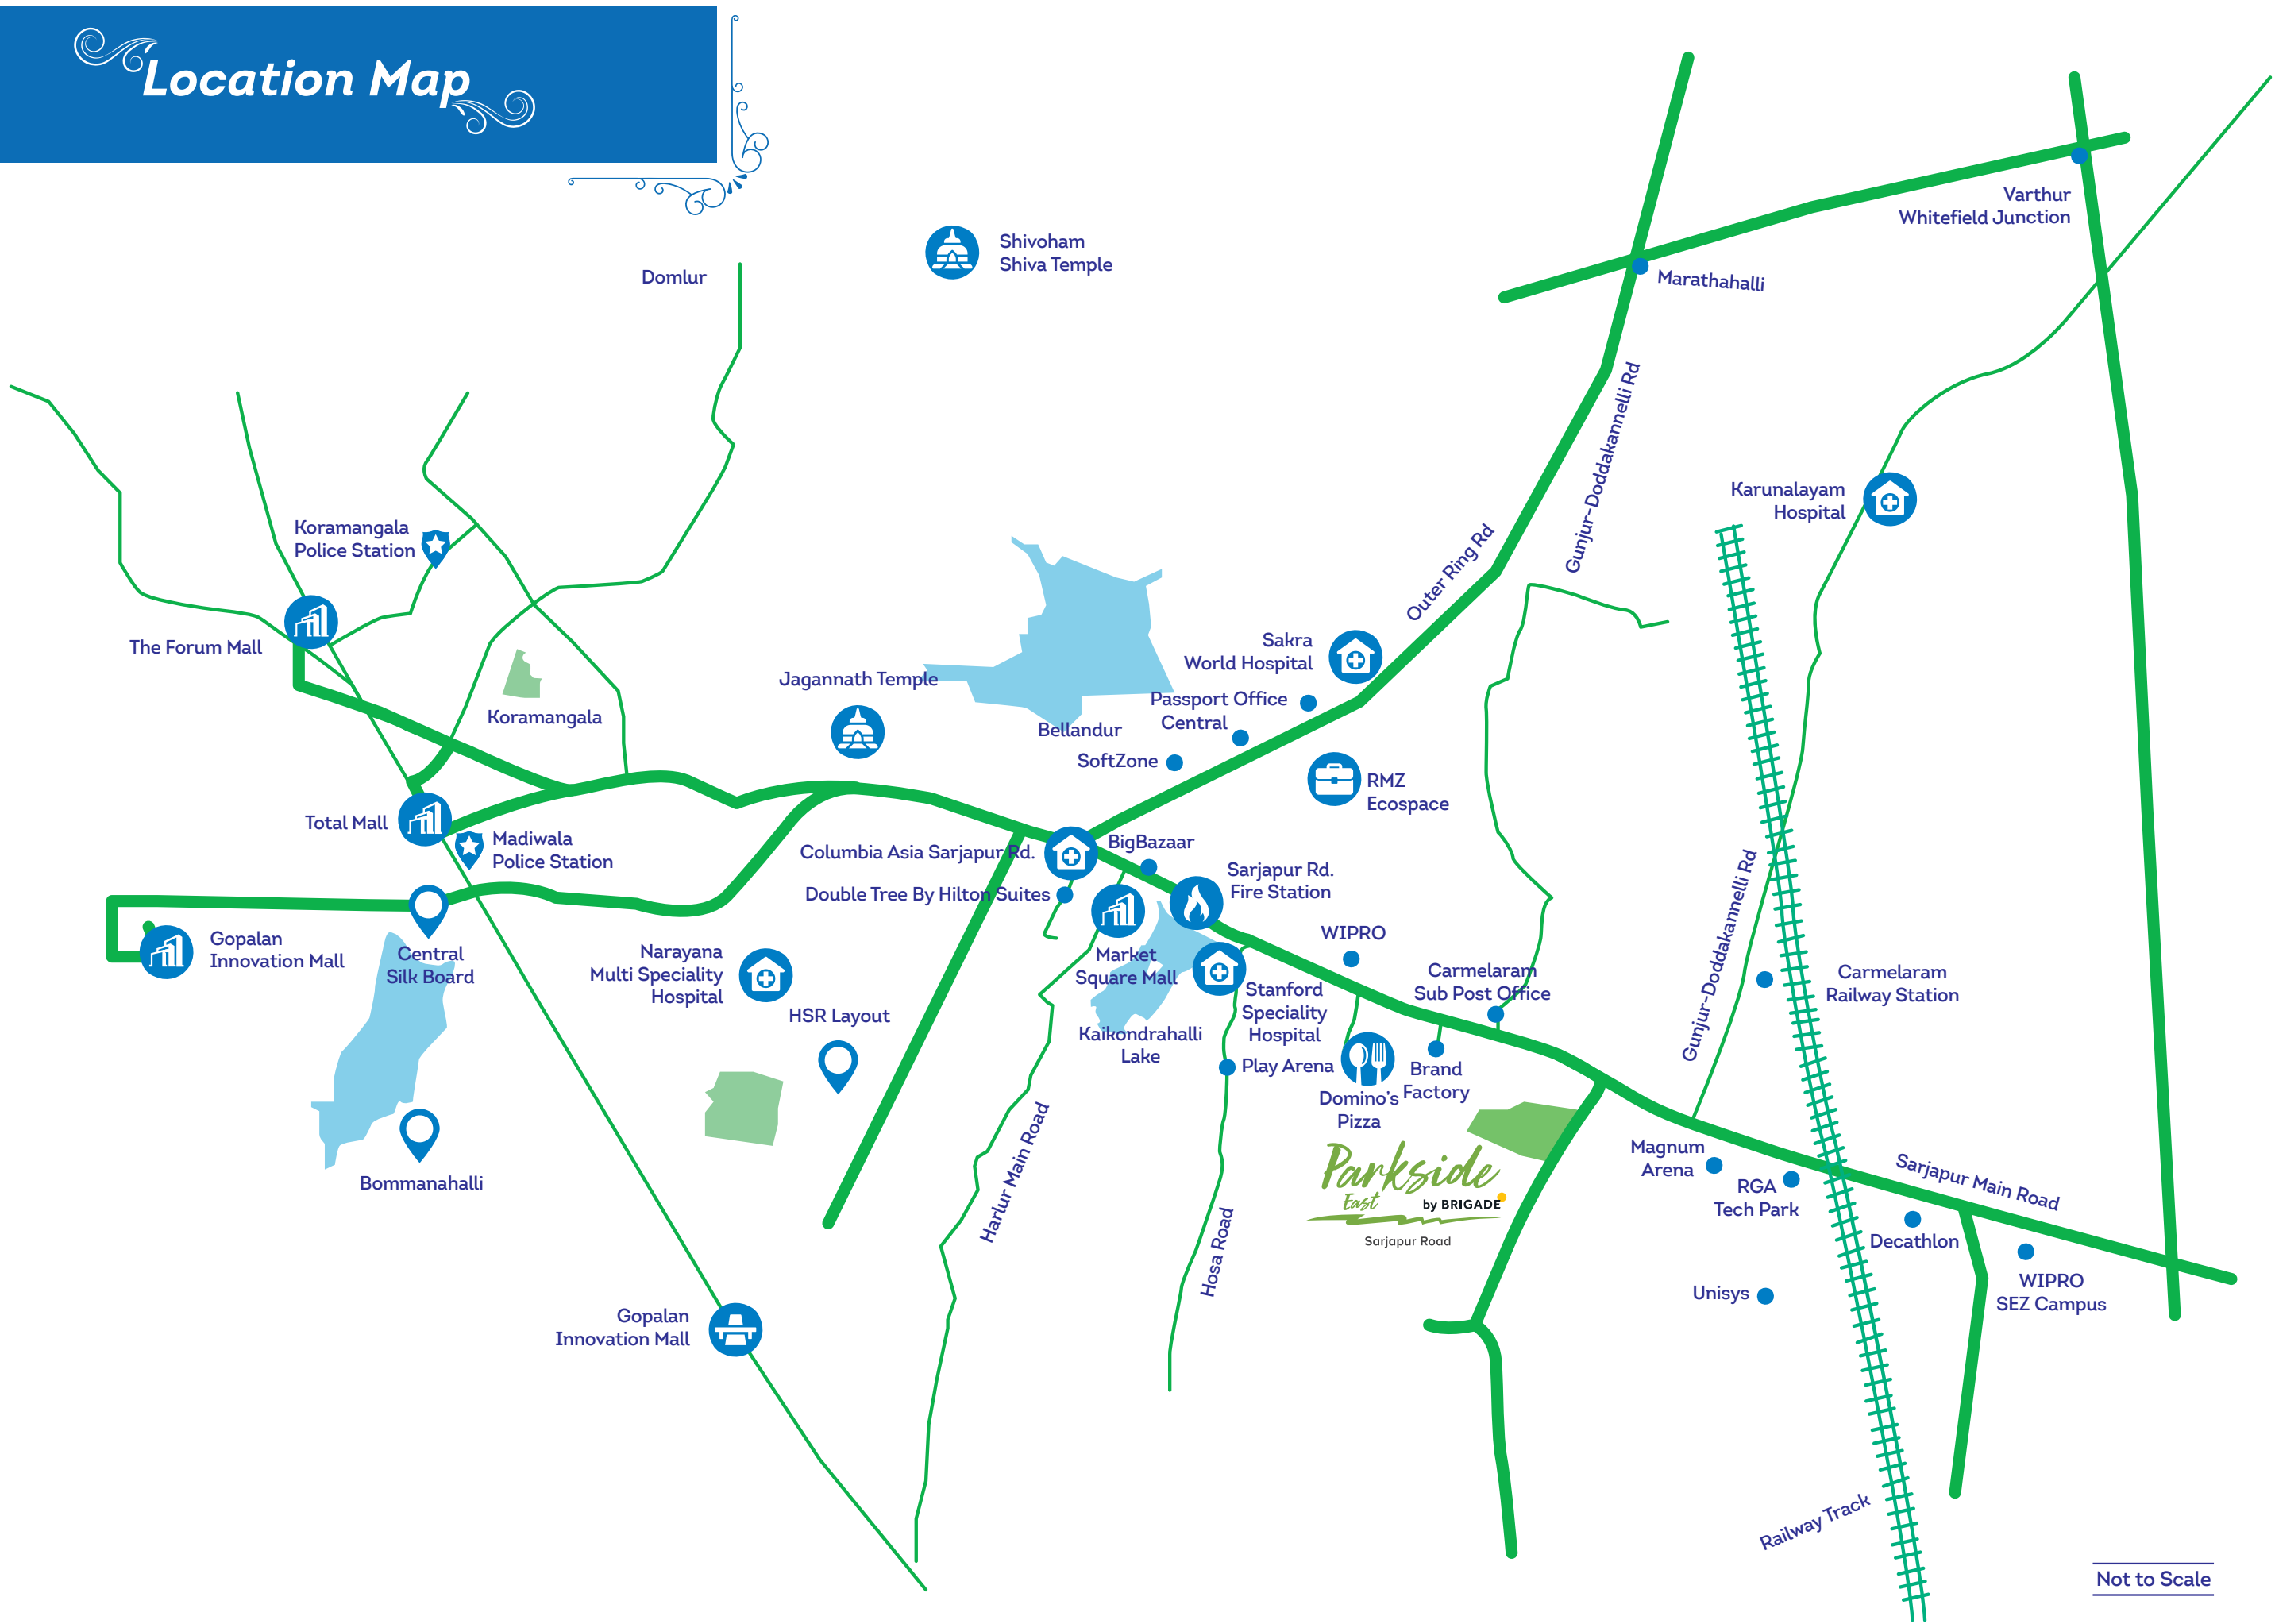 Location Map
Shivoham
Shiva Temple
Domlur
Varthur
Whitefield Junction
Marathahalli
Gunjur-Doddakannelli Rd
Outer Ring Rd
Karunalayam
Hospital
Koramangala
Police Station
The Forum Mall
Koramangala
Jagannath Temple
Bellandur
Sakra
World Hospital
Passport Office
Central
SoftZone
RMZ
Ecospace
Total Mall
Madiwala
Police Station
Columbia Asia Sarjapur Rd.
BigBazaar
Double Tree By Hilton Suites
Sarjapur Rd.
Fire Station
Gopalan
Innovation Mall
Central
Silk Board
Narayana
Multi Speciality
Hospital
HSR Layout
Market
Square Mall
Kaikondrahalli
Lake
Stanford
Speciality
Hospital
WIPRO
Carmelaram
Sub Post Office
Gunjur-Doddakannelli Rd
Carmelaram
Railway Station
Play Arena
Domino's
Pizza
Brand
Factory
Bommanahalli
Harlur Main Road
Hosa Road
Parkside
East
by BRIGADE
Sarjapur Road
Magnum
Arena
RGA
Tech Park
Sarjapur Main Road
Decathlon
WIPRO
SEZ Campus
Unisys
Gopalan
Innovation Mall
Railway Track
Not to Scale